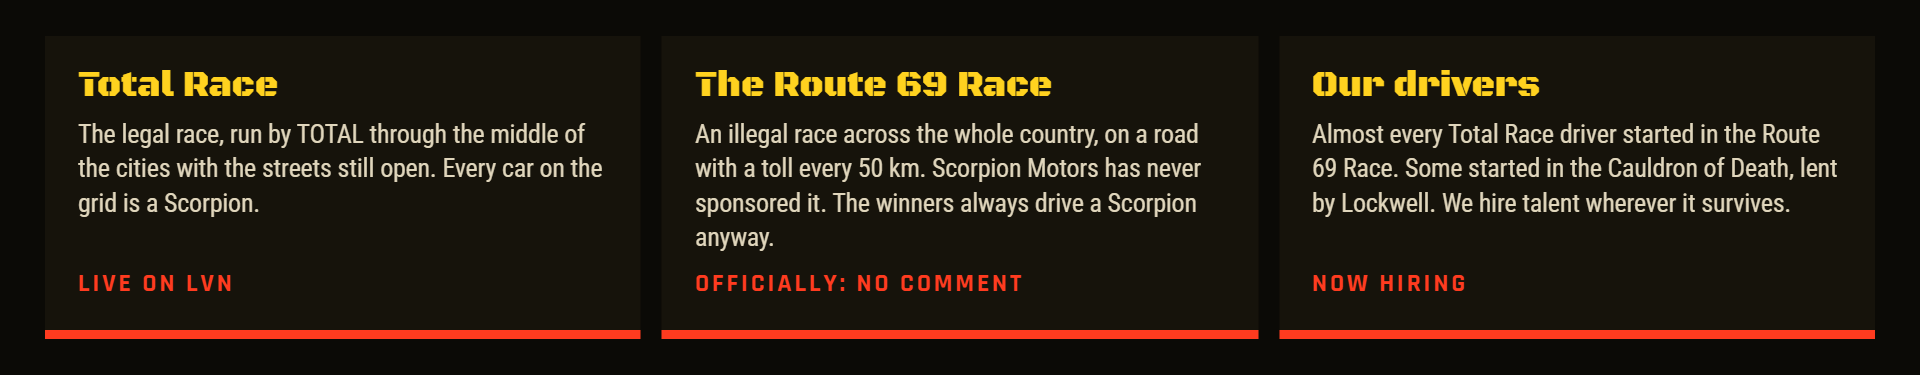 Total Race
The legal race, run by TOTAL through the middle of
the cities with the streets still open. Every car on the
grid is a Scorpion.
LIVE ON LVN
The Route 69 Race
An illegal race across the whole country, on a road
with a toll every 50 km. Scorpion Motors has never
sponsored it. The winners always drive a Scorpion
anyway.
OFFICIALLY: NO COMMENT
Our drivers
Almost every Total Race driver started in the Route
69 Race. Some started in the Cauldron of Death, lent
by Lockwell. We hire talent wherever it survives.
NOW HIRING